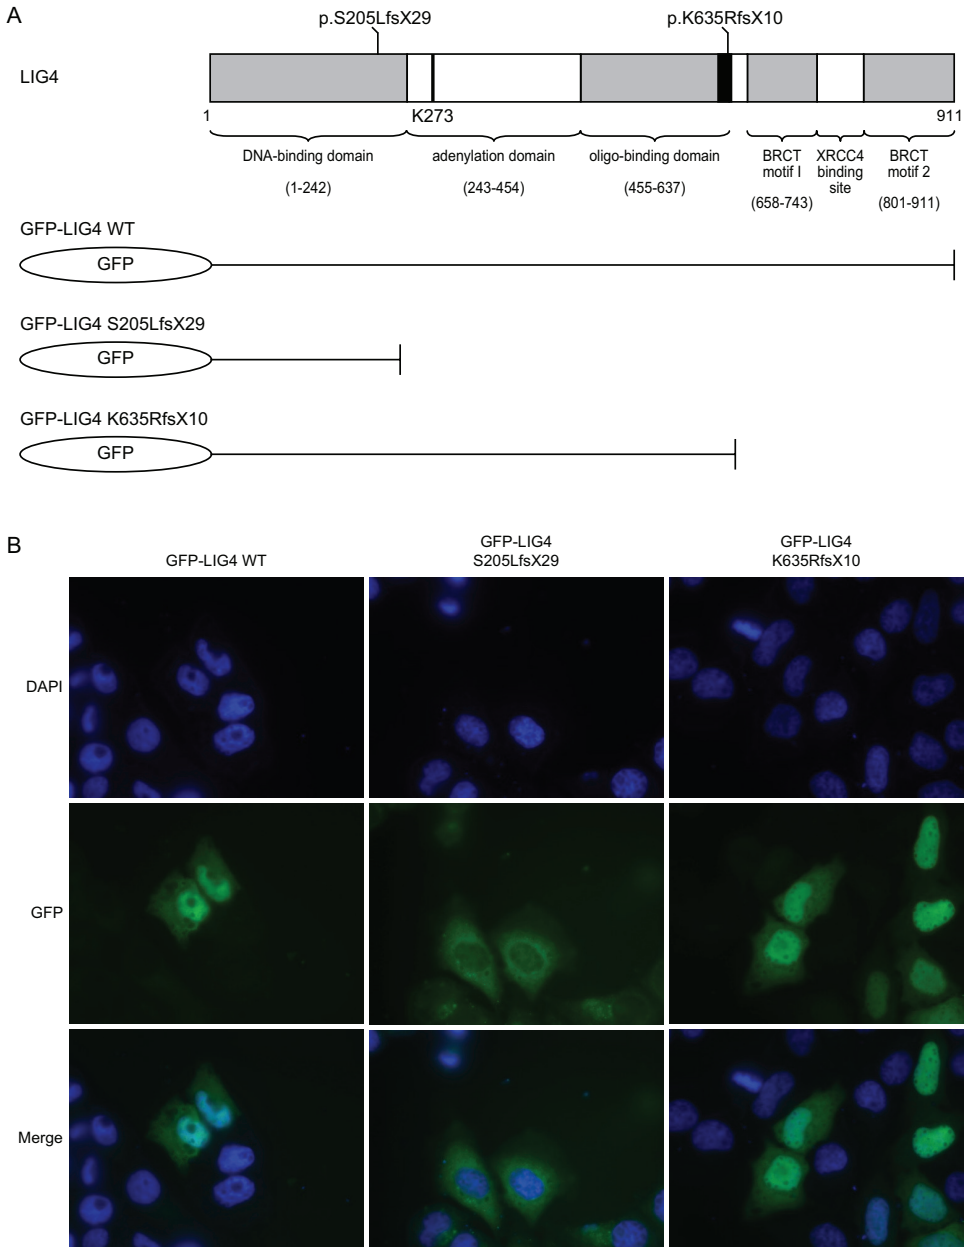 A
p.S205LfsX29 p.K635RfsX10
LIG4
1 K273 911
DNA-binding domain
(1-242)
adenylation domain
(243-454)
oligo-binding domain
(455-637)
BRCT
motif I
(658-743)
XRCC4
binding
site
BRCT
motif 2
(801-911)
GFP-LIG4 WT
GFP
GFP-LIG4 S205LfsX29
GFP
GFP-LIG4 K635RfsX10
GFP
B
GFP-LIG4 WT
GFP-LIG4
S205LfsX29
GFP-LIG4
K635RfsX10
DAPI
GFP
Merge